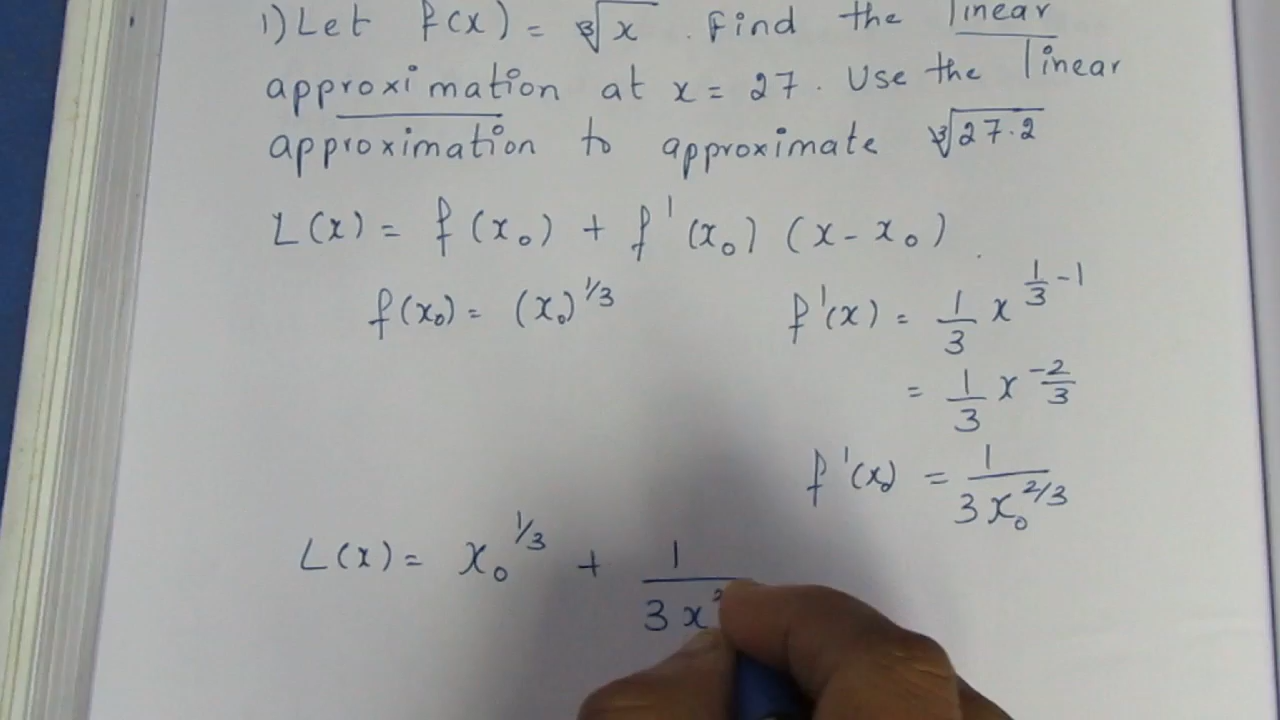 1) Let f(x) = ∛x . Find the linear
approximation at x = 27. Use the linear
approximation to approximate ∛27.2
L(x) = f(x₀) + f'(x₀) (x - x₀)
f(x₀) = (x₀)^1/3 f'(x) = 1/3 x^(1/3 - 1)
= 1/3 x^(-2/3)
f'(x₀) = 1/(3x₀^2/3)
L(x) = x₀^1/3 + 1/(3x²